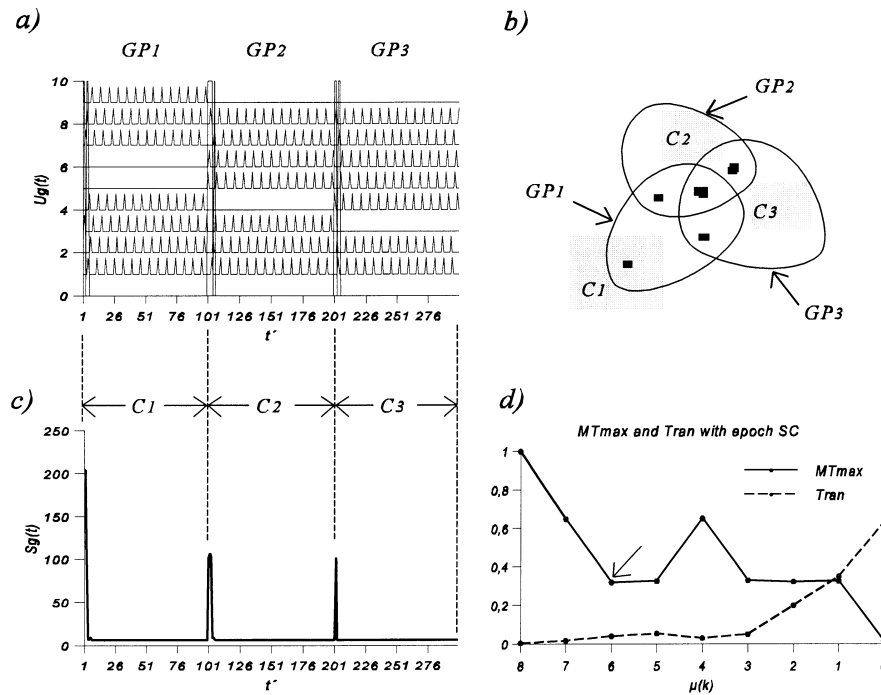 a)
GP1 GP2 GP3
10
8
6
4
2
0
Ug(t)
1 26 51 76 101 126 151 176 201 226 251 276
t´
b)
GP2
C2
GP1
C3
C1
GP3
c)
C1 C2 C3
250
200
150
100
50
0
Sg(t)
1 26 51 76 101 126 151 176 201 226 251 276
t´
d)
MTmax and Tran with epoch SC
1
0,8
0,6
0,4
0,2
0
MTmax
Tran
8 7 6 5 4 3 2 1
μ(k)